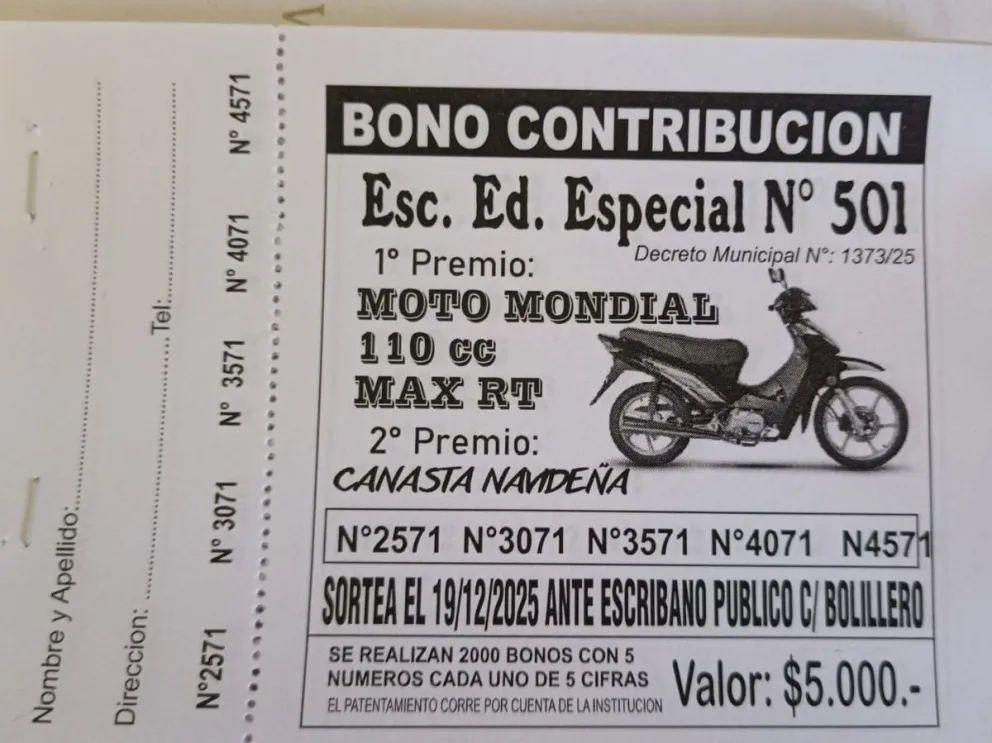 Nombre y Apellido:
Direccion: Tel:
N°2571 N° 3071 N° 3571 N° 4071 N° 4571
BONO CONTRIBUCION
Esc. Ed. Especial N° 501
Decreto Municipal N°: 1373/25
1° Premio:
MOTO MONDIAL
110 cc
MAX RT
2° Premio:
CANASTA NAVIDEÑA
N°2571 N°3071 N°3571 N°4071 N4571
SORTEA EL 19/12/2025 ANTE ESCRIBANO PUBLICO C/ BOLILLERO
SE REALIZAN 2000 BONOS CON 5
NUMEROS CADA UNO DE 5 CIFRAS
EL PATENTAMIENTO CORRE POR CUENTA DE LA INSTITUCION
Valor: $5.000.-